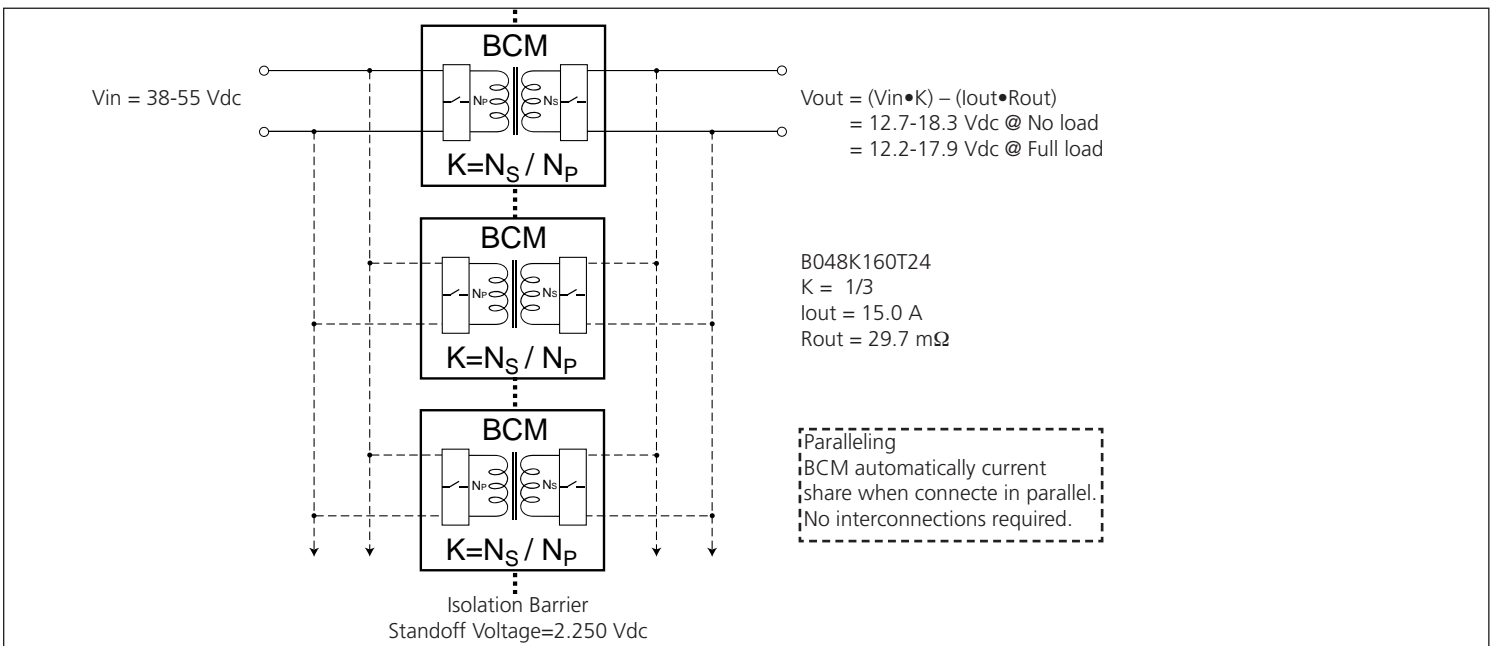 BCM
Vin = 38-55 Vdc
NP
NS
K=NS / NP
Vout = (Vin•K) – (Iout•Rout)
= 12.7-18.3 Vdc @ No load
= 12.2-17.9 Vdc @ Full load
BCM
NP
NS
K=NS / NP
B048K160T24
K = 1/3
Iout = 15.0 A
Rout = 29.7 mΩ
BCM
NP
NS
K=NS / NP
Paralleling
BCM automatically current
share when connecte in parallel.
No interconnections required.
Isolation Barrier
Standoff Voltage=2.250 Vdc